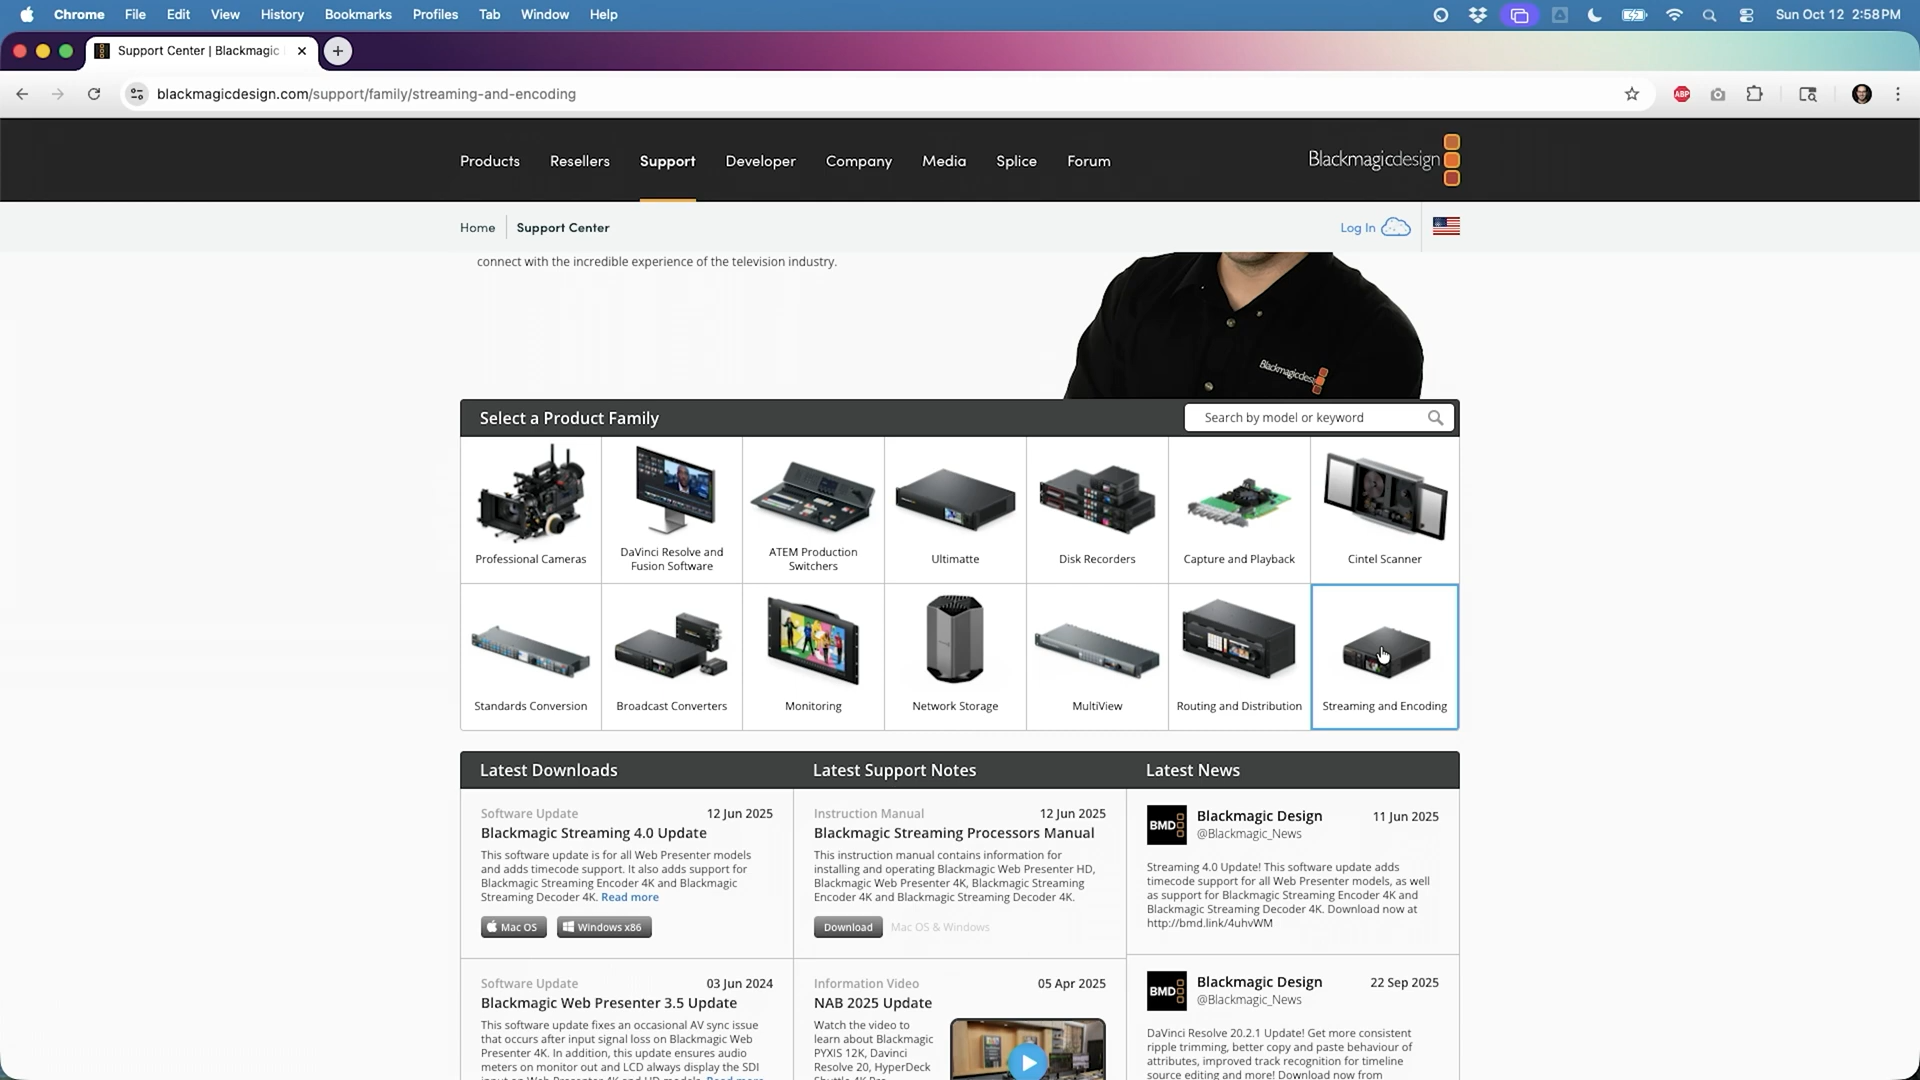 Chrome File Edit View History Bookmarks Profiles Tab Window Help
Sun Oct 12 2:58 PM
Support Center | Blackmagic
blackmagicdesign.com/support/family/streaming-and-encoding
ABP
Products Resellers Support Developer Company Media Splice Forum
Blackmagicdesign
Home Support Center
Log In
connect with the incredible experience of the television industry.
Blackmagicdesign
Select a Product Family
Search by model or keyword
Professional Cameras
DaVinci Resolve and
Fusion Software
ATEM Production
Switchers
Ultimatte
Disk Recorders
Capture and Playback
Cintel Scanner
Standards Conversion
Broadcast Converters
Monitoring
Network Storage
MultiView
Routing and Distribution
Streaming and Encoding
Latest Downloads
Software Update 12 Jun 2025
Blackmagic Streaming 4.0 Update
This software update is for all Web Presenter models
and adds timecode support. It also adds support for
Blackmagic Streaming Encoder 4K and Blackmagic
Streaming Decoder 4K. Read more
Mac OS Windows x86
Software Update 03 Jun 2024
Blackmagic Web Presenter 3.5 Update
This software update fixes an occasional AV sync issue
that occurs after input signal loss on Blackmagic Web
Presenter 4K. In addition, this update ensures audio
meters on monitor out and LCD always display the SDI
input on Web Presenter 4K and HD models. Read more
Latest Support Notes
Instruction Manual 12 Jun 2025
Blackmagic Streaming Processors Manual
This instruction manual contains information for
installing and operating Blackmagic Web Presenter HD,
Blackmagic Web Presenter 4K, Blackmagic Streaming
Encoder 4K and Blackmagic Streaming Decoder 4K.
Download Mac OS & Windows
Information Video 05 Apr 2025
NAB 2025 Update
Watch the video to
learn about Blackmagic
PYXIS 12K, Davinci
Resolve 20, HyperDeck
Shuttle 4K Pro
Latest News
BMD
Blackmagic Design 11 Jun 2025
@Blackmagic_News
Streaming 4.0 Update! This software update adds
timecode support for all Web Presenter models, as well
as support for Blackmagic Streaming Encoder 4K and
Blackmagic Streaming Decoder 4K. Download now at
http://bmd.link/4uhvWM
BMD
Blackmagic Design 22 Sep 2025
@Blackmagic_News
DaVinci Resolve 20.2.1 Update! Get more consistent
ripple trimming, better copy and paste behaviour of
attributes, improved track recognition for timeline
source editing and more! Download now from